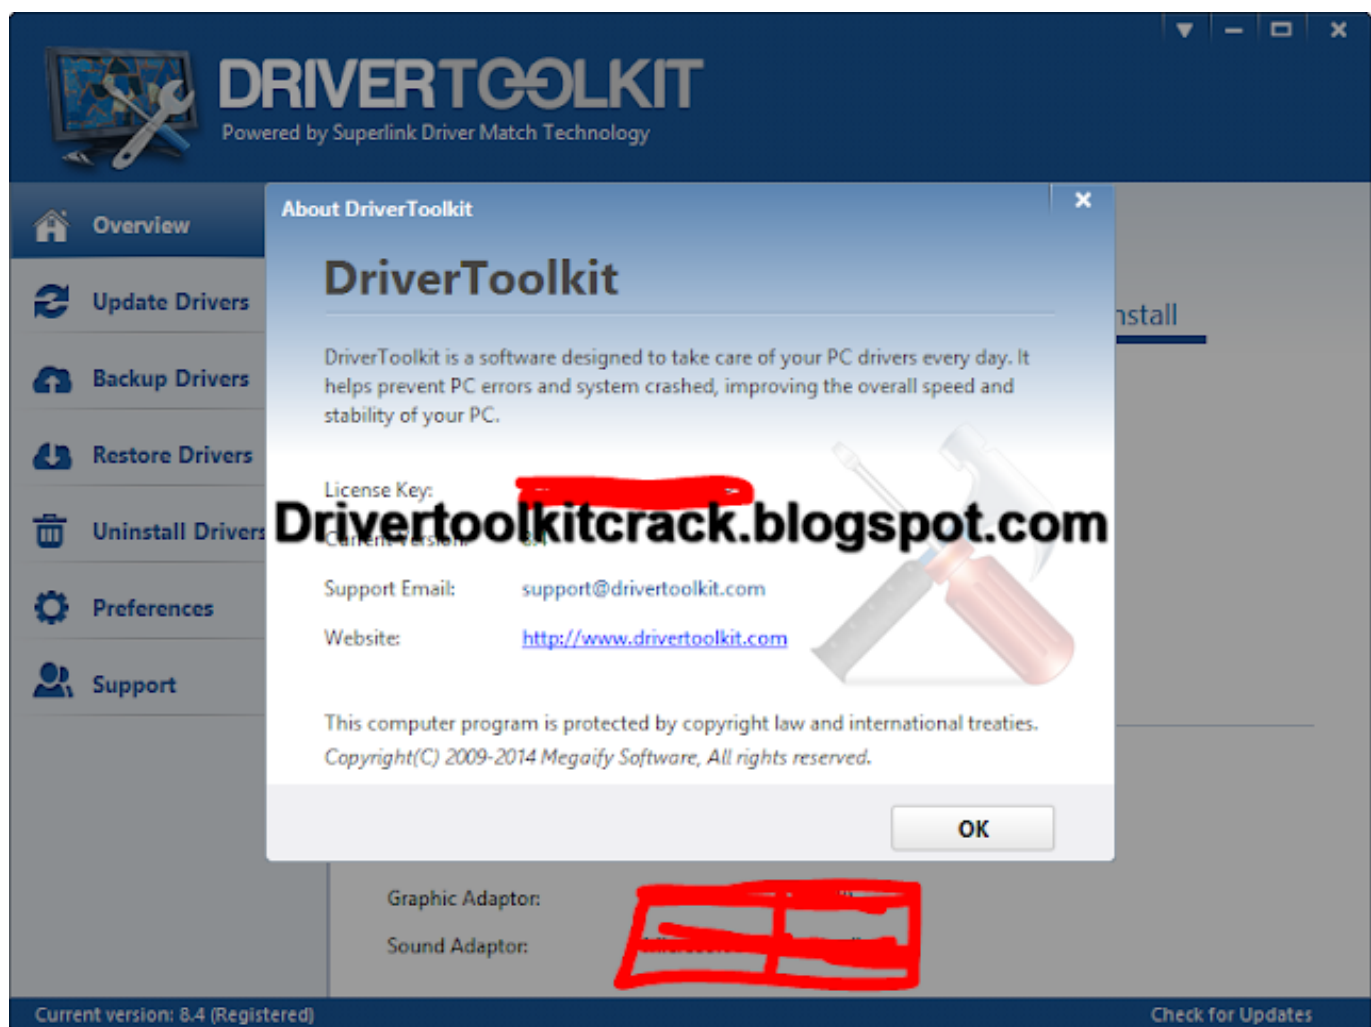 DRIVERTOOLKIT
Powered by Superlink Driver Match Technology
Overview
Update Drivers
Backup Drivers
Restore Drivers
Uninstall Drivers
Preferences
Support
About DriverToolkit
DriverToolkit
DriverToolkit is a software designed to take care of your PC drivers every day. It
helps prevent PC errors and system crashed, improving the overall speed and
stability of your PC.
License Key:
Drivertoolkitcrack.blogspot.com
Current Version: 8.4
Support Email: support@drivertoolkit.com
Website: http://www.drivertoolkit.com
This computer program is protected by copyright law and international treaties.
Copyright(C) 2009-2014 Megaify Software, All rights reserved.
OK
Graphic Adaptor:
Sound Adaptor:
Current version: 8.4 (Registered)
Check for Updates